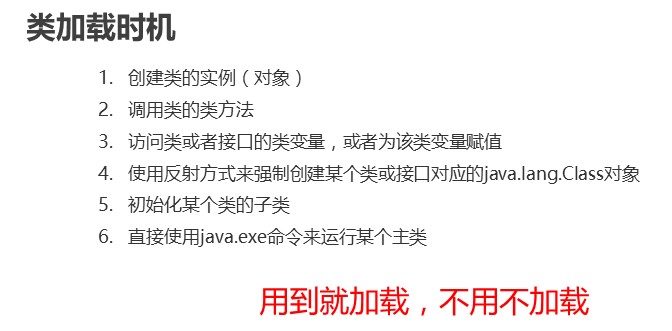 类加载时机
1. 创建类的实例（对象）
2. 调用类的类方法
3. 访问类或者接口的类变量，或者为该类变量赋值
4. 使用反射方式来强制创建某个类或接口对应的java.lang.Class对象
5. 初始化某个类的子类
6. 直接使用java.exe命令来运行某个主类
用到就加载，不用不加载